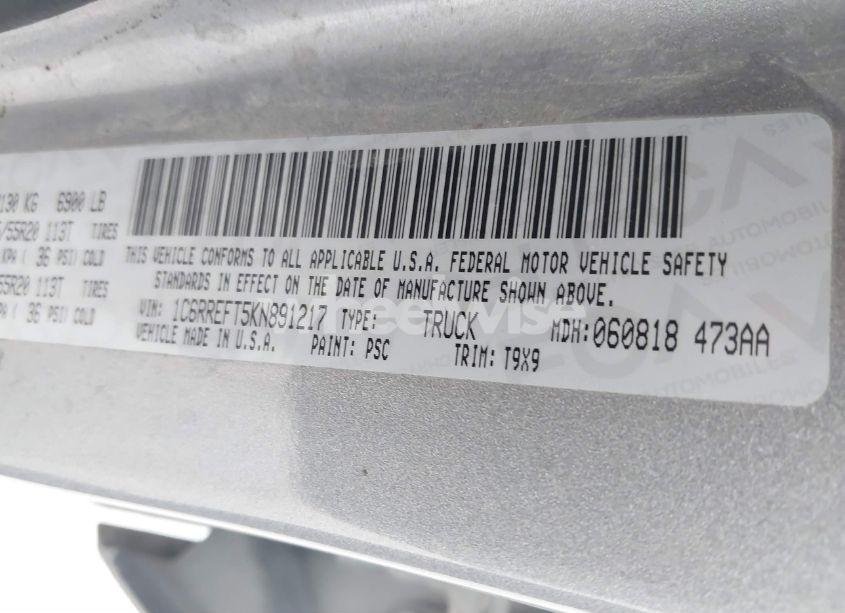 130 KG 6900 LB
/55R20 113T TIRES
KPA ( 36 PSI) COLD
55R20 113T TIRES
( 36 PSI) COLD
THIS VEHICLE CONFORMS TO ALL APPLICABLE U.S.A. FEDERAL MOTOR VEHICLE SAFETY
STANDARDS IN EFFECT ON THE DATE OF MANUFACTURE SHOWN ABOVE.
VIN: 1C6RREFT5KN891217 TYPE: TRUCK MDH: 060818 473AA
VEHICLE MADE IN U.S.A. PAINT: PSC TRIM: T9X9
AUTOMOBILES